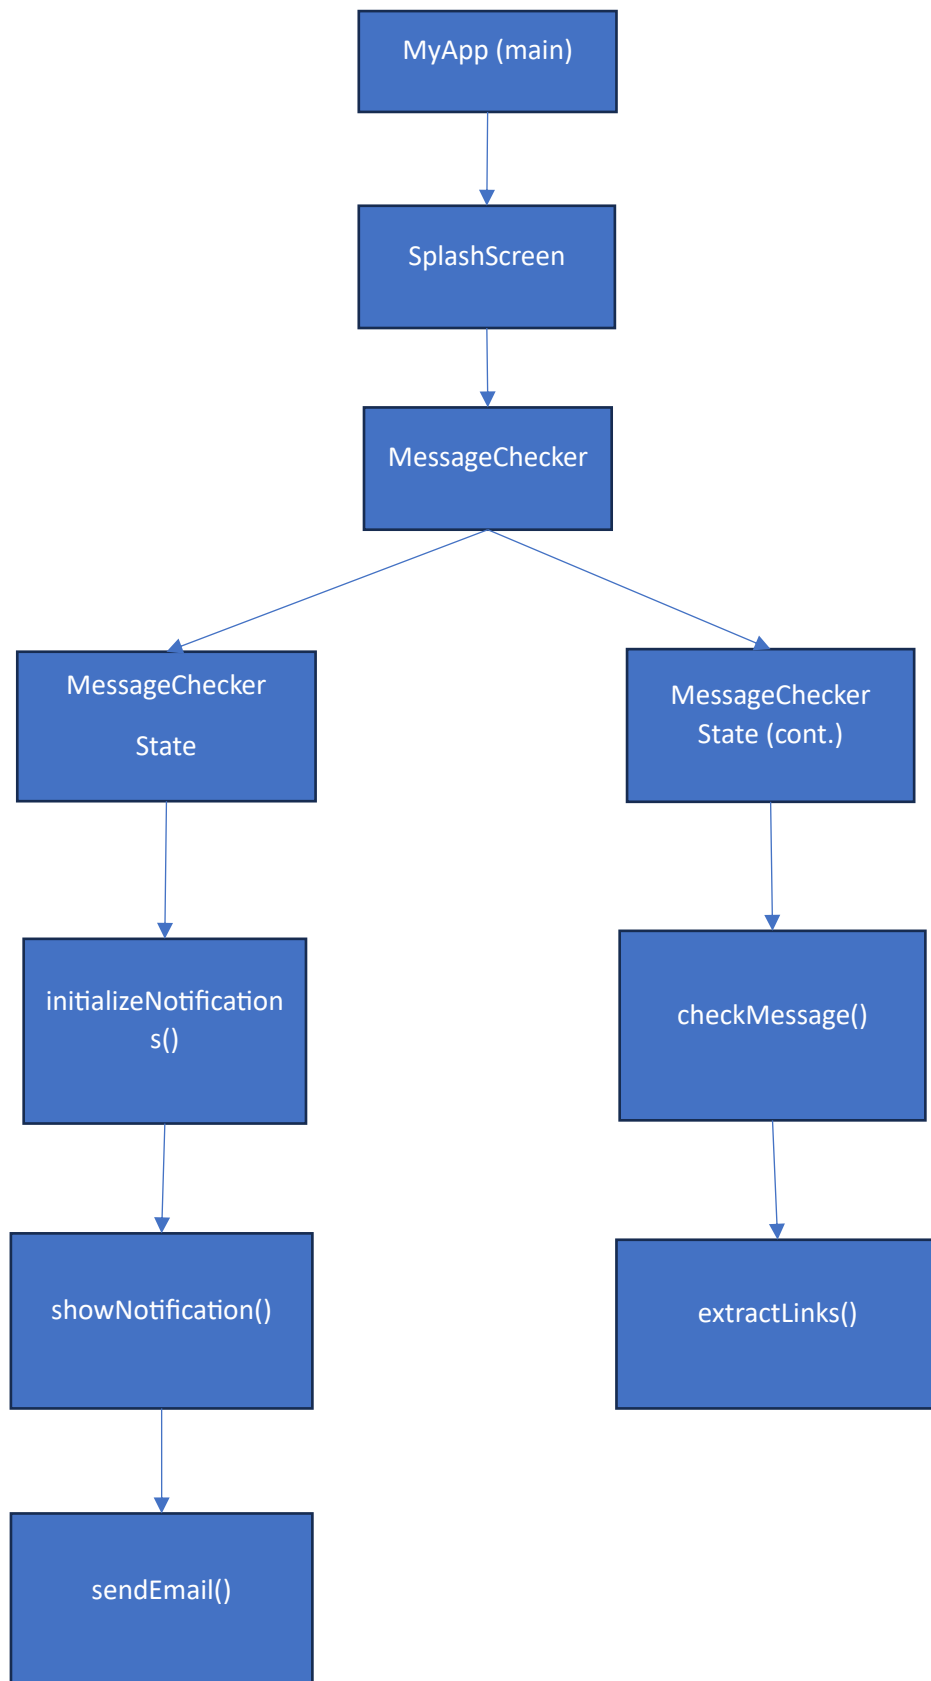 MyApp (main)
SplashScreen
MessageChecker
MessageChecker
State
MessageChecker
State (cont.)
initializeNotification
s()
checkMessage()
showNotification()
extractLinks()
sendEmail()